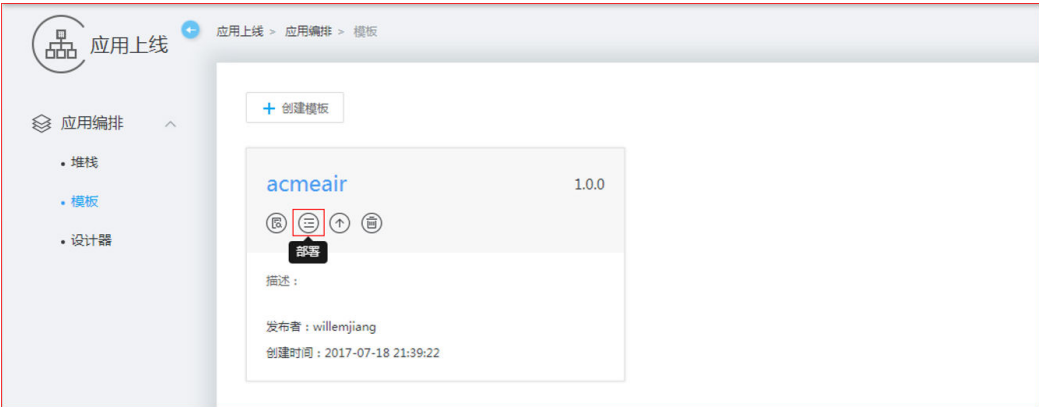 应用上线
应用上线 > 应用编排 > 模板
应用编排
• 堆栈
• 模板
• 设计器
+ 创建模板
acmeair 1.0.0
部署
描述：
发布者：willemjiang
创建时间：2017-07-18 21:39:22